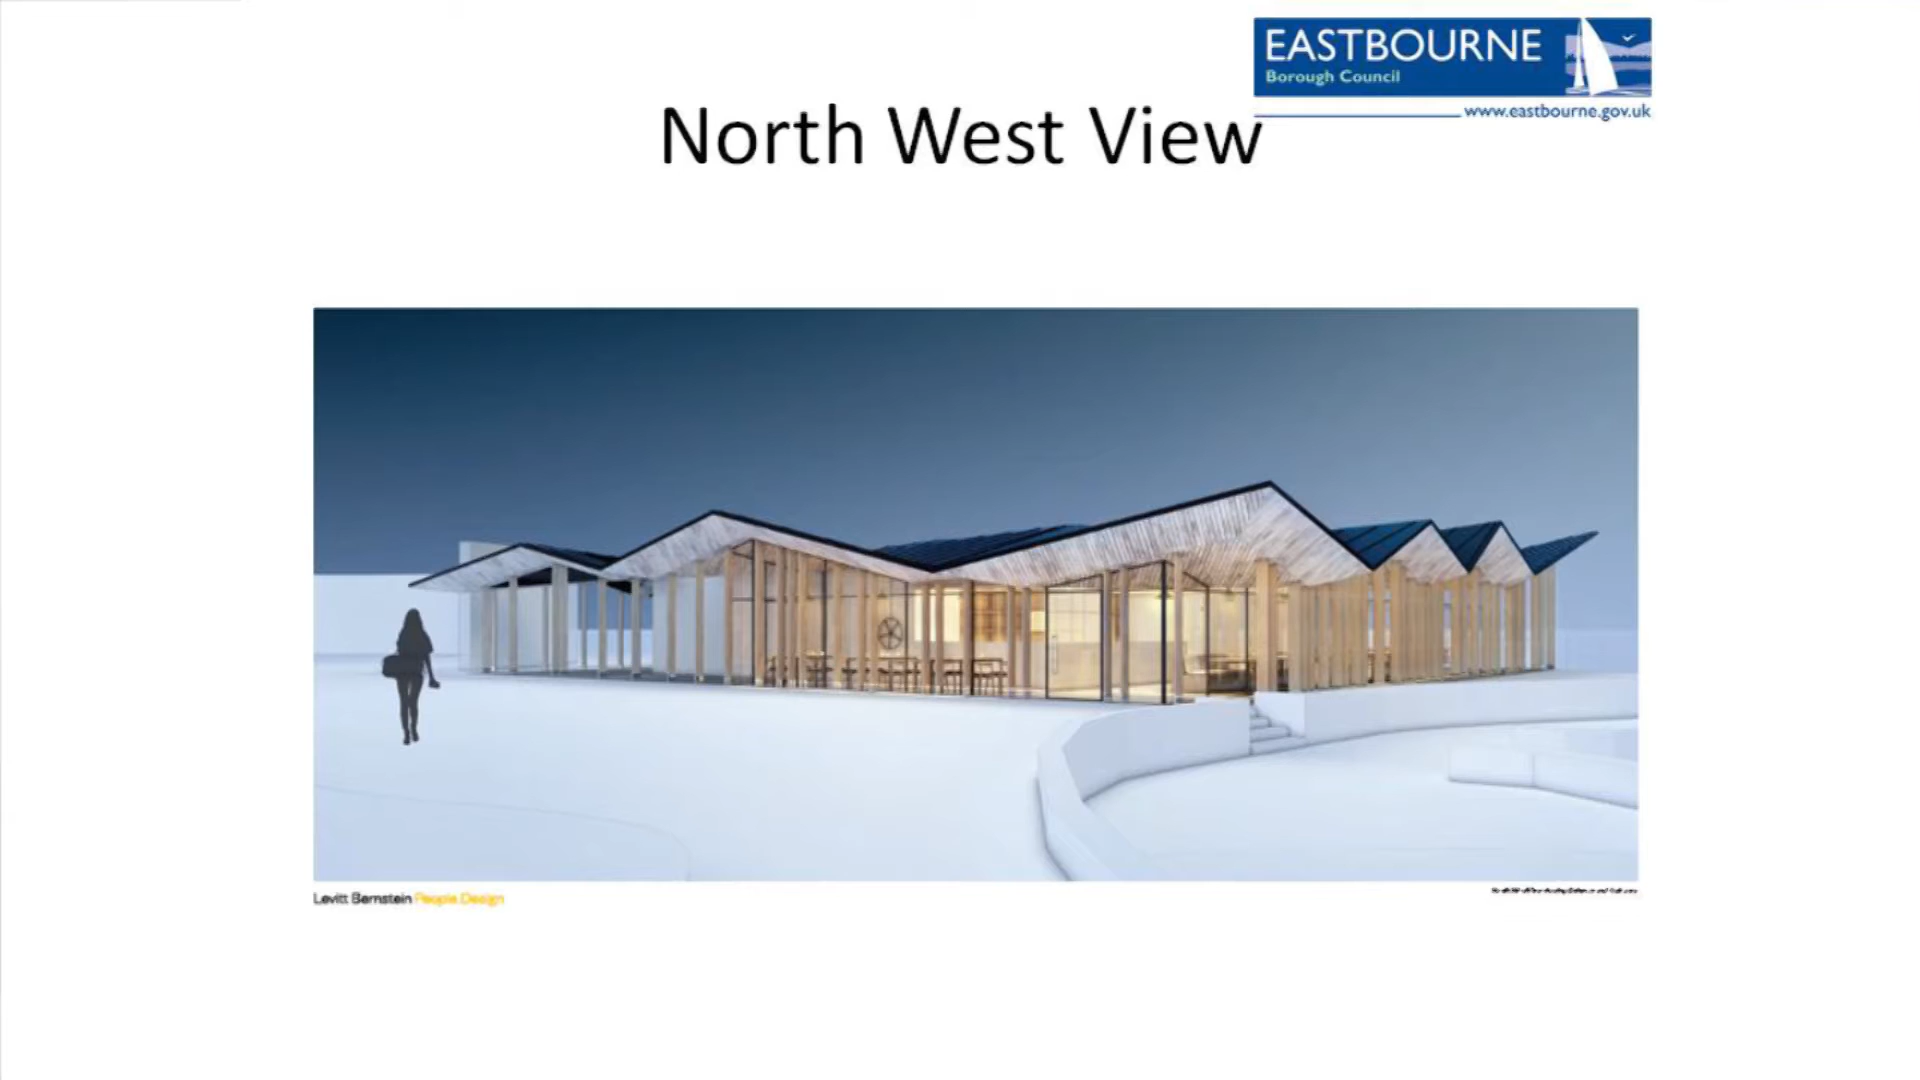 EASTBOURNE
Borough Council
www.eastbourne.gov.uk
North West View
Levitt Bernstein People.Design